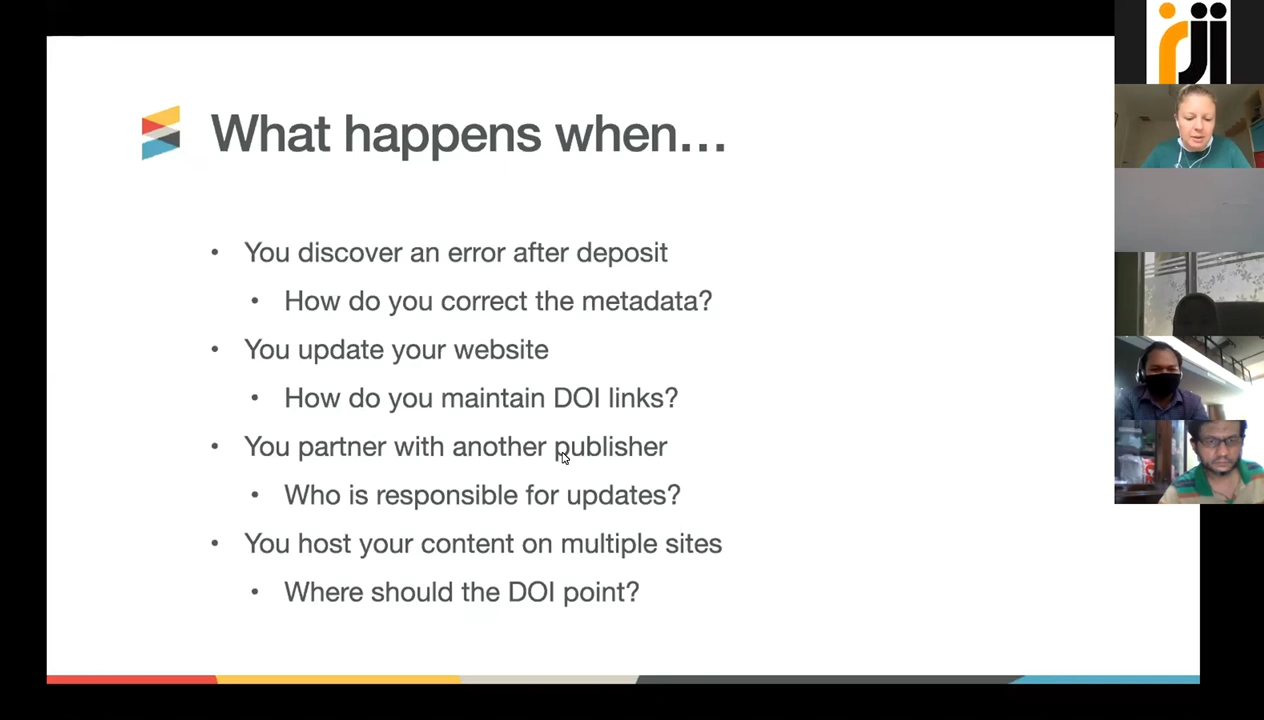 What happens when…
• You discover an error after deposit
• How do you correct the metadata?
• You update your website
• How do you maintain DOI links?
• You partner with another publisher
• Who is responsible for updates?
• You host your content on multiple sites
• Where should the DOI point?
rji